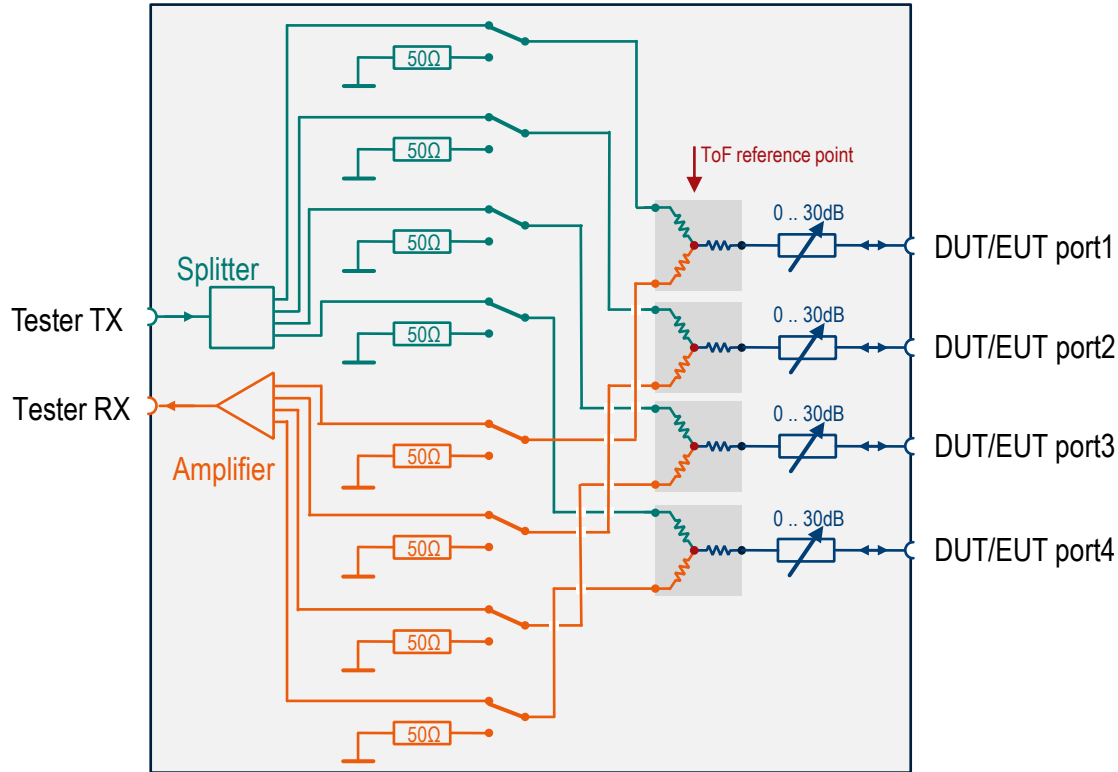 50Ω
50Ω
ToF reference point
0 .. 30dB
50Ω
DUT/EUT port1
Splitter
Tester TX
0 .. 30dB
50Ω
DUT/EUT port2
Tester RX
0 .. 30dB
Amplifier
50Ω
DUT/EUT port3
0 .. 30dB
50Ω
DUT/EUT port4
50Ω
50Ω